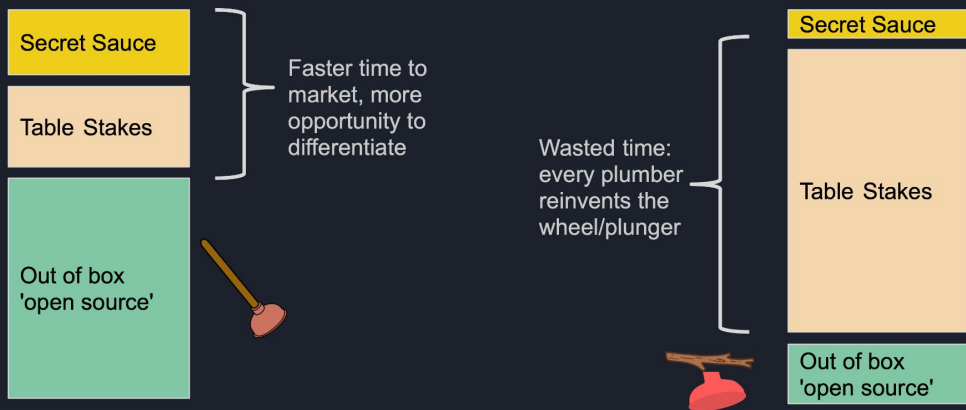 Secret Sauce
Table Stakes
Out of box
'open source'
Faster time to
market, more
opportunity to
differentiate
Wasted time:
every plumber
reinvents the
wheel/plunger
Secret Sauce
Table Stakes
Out of box
'open source'